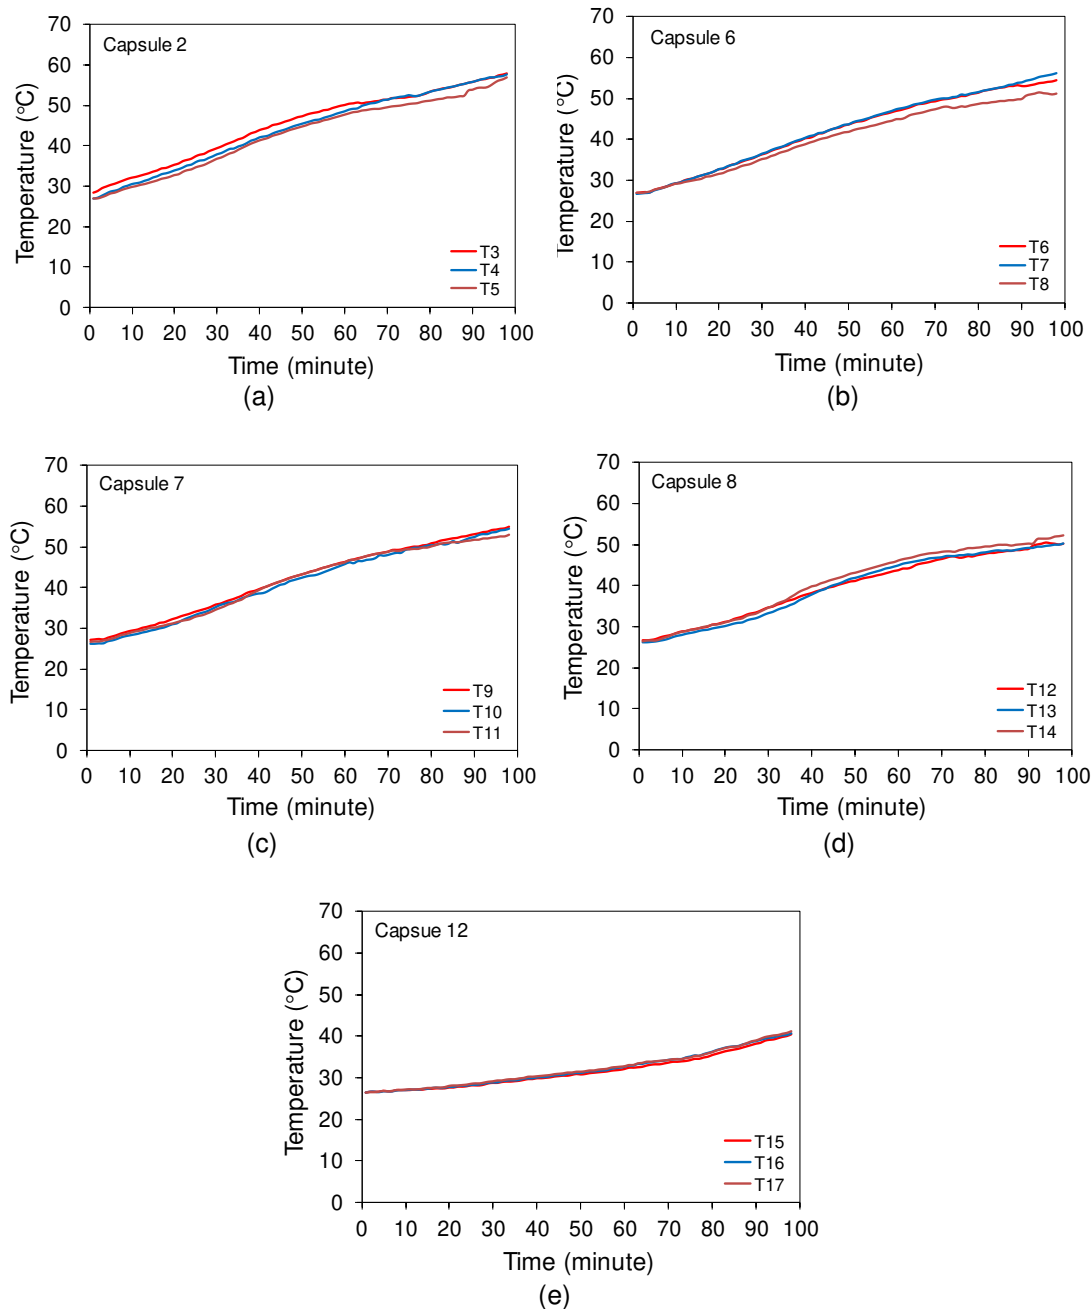 Capsule 2
Temperature (°C)
70
60
50
40
30
20
10
0
T3
T4
T5
0 10 20 30 40 50 60 70 80 90 100
Time (minute)
(a)
Capsule 6
Temperature (°C)
70
60
50
40
30
20
10
0
T6
T7
T8
0 10 20 30 40 50 60 70 80 90 100
Time (minute)
(b)
Capsule 7
Temperature (°C)
70
60
50
40
30
20
10
0
T9
T10
T11
0 10 20 30 40 50 60 70 80 90 100
Time (minute)
(c)
Capsule 8
Temperature (°C)
70
60
50
40
30
20
10
0
T12
T13
T14
0 10 20 30 40 50 60 70 80 90 100
Time (minute)
(d)
Capsue 12
Temperature (°C)
70
60
50
40
30
20
10
0
T15
T16
T17
0 10 20 30 40 50 60 70 80 90 100
Time (minute)
(e)